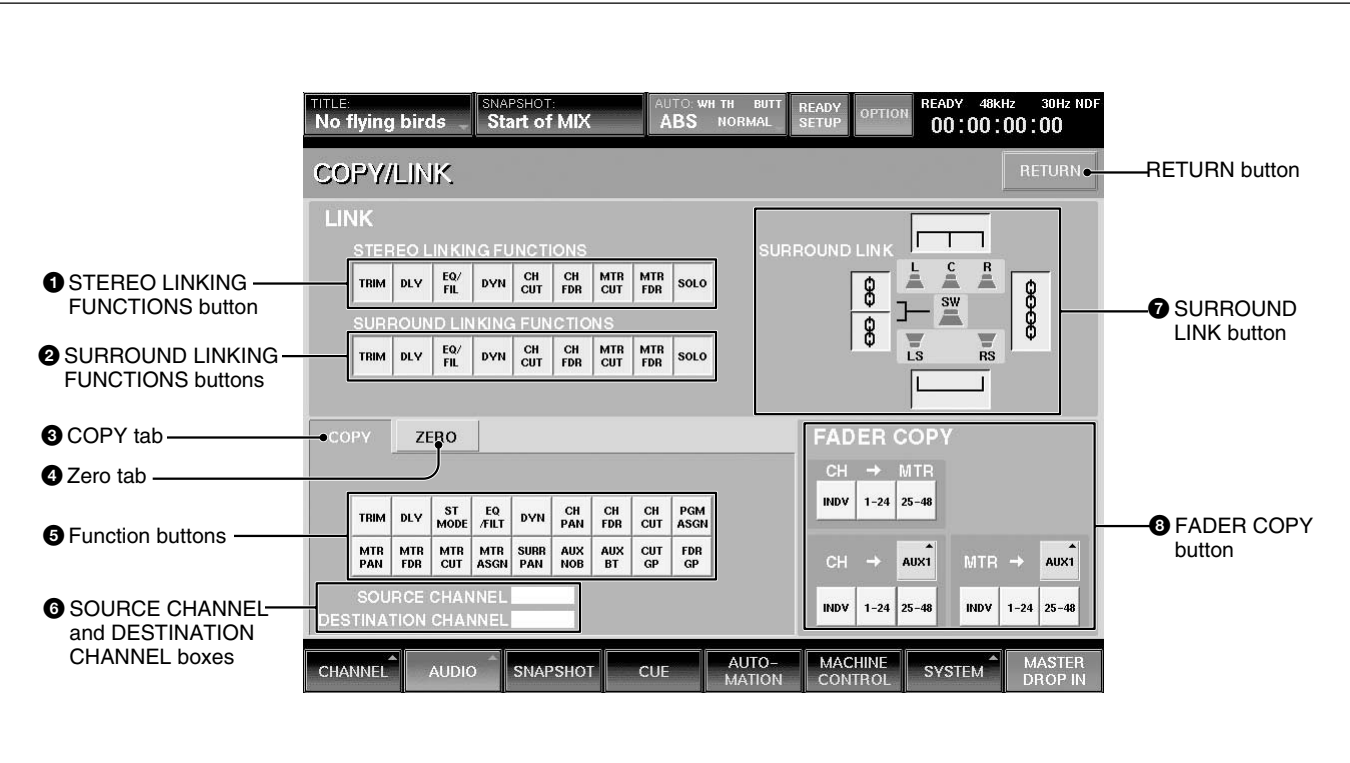 TITLE:
No flying birds
SNAPSHOT:
Start of MIX
AUTO: WH TH BUTT
ABS NORMAL
READY
SETUP
OPTION
READY 48kHz 30Hz NDF
00:00:00:00
COPY/LINK
RETURN
RETURN button
LINK
STEREO LINKING FUNCTIONS
TRIM DLY EQ/FIL DYN CH CUT CH FDR MTR CUT MTR FDR SOLO
SURROUND LINKING FUNCTIONS
TRIM DLY EQ/FIL DYN CH CUT CH FDR MTR CUT MTR FDR SOLO
SURROUND LINK
L C R
SW
LS RS
❶ STEREO LINKING
FUNCTIONS button
❷ SURROUND LINKING
FUNCTIONS buttons
❸ COPY tab
❹ Zero tab
❺ Function buttons
❻ SOURCE CHANNEL
and DESTINATION
CHANNEL boxes
❼ SURROUND
LINK button
❽ FADER COPY
button
COPY ZERO
TRIM DLY ST MODE EQ /FILT DYN CH PAN CH FDR CH CUT PGM ASGN
MTR PAN MTR FDR MTR CUT MTR ASGN SURR PAN AUX NOB AUX BT CUT GP FDR GP
SOURCE CHANNEL
DESTINATION CHANNEL
FADER COPY
CH → MTR
INDV 1-24 25-48
CH → AUX1
INDV 1-24 25-48
MTR → AUX1
INDV 1-24 25-48
CHANNEL
AUDIO
SNAPSHOT
CUE
AUTO-
MATION
MACHINE
CONTROL
SYSTEM
MASTER
DROP IN